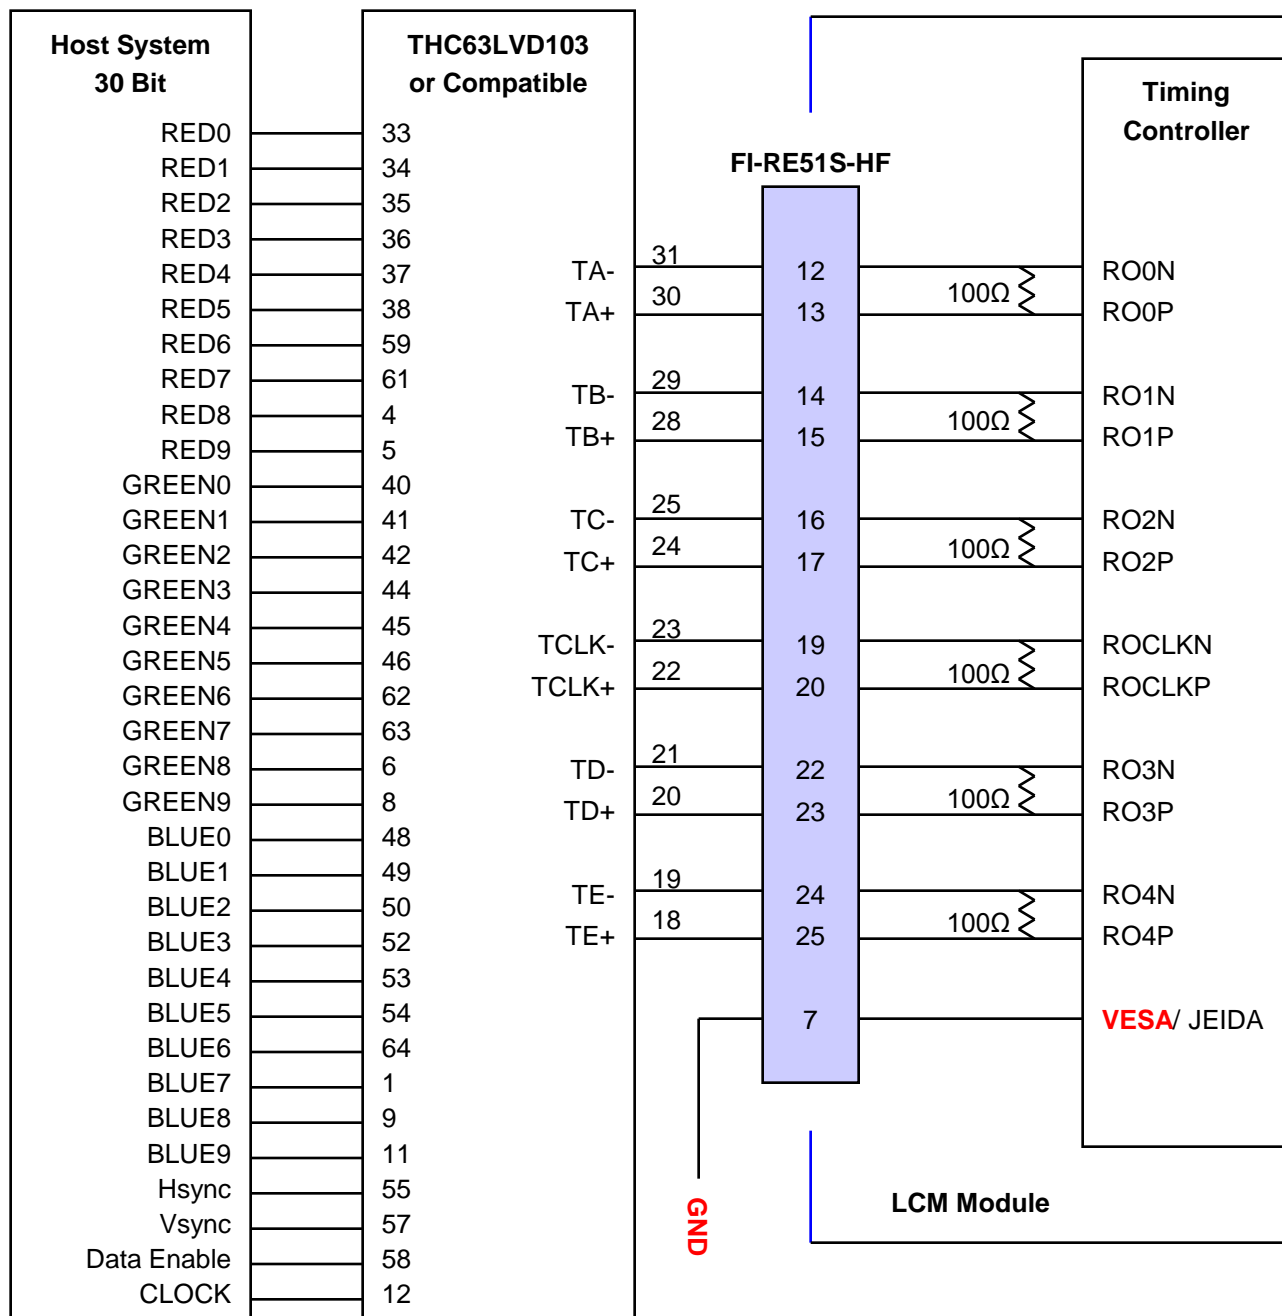 Host System
30 Bit
RED0
RED1
RED2
RED3
RED4
RED5
RED6
RED7
RED8
RED9
GREEN0
GREEN1
GREEN2
GREEN3
GREEN4
GREEN5
GREEN6
GREEN7
GREEN8
GREEN9
BLUE0
BLUE1
BLUE2
BLUE3
BLUE4
BLUE5
BLUE6
BLUE7
BLUE8
BLUE9
Hsync
Vsync
Data Enable
CLOCK
THC63LVD103
or Compatible
33
34
35
36
37
38
59
61
4
5
40
41
42
44
45
46
62
63
6
8
48
49
50
52
53
54
64
1
9
11
55
57
58
12
TA-
TA+
TB-
TB+
TC-
TC+
TCLK-
TCLK+
TD-
TD+
TE-
TE+
31
30
29
28
25
24
23
22
21
20
19
18
GND
FI-RE51S-HF
12
13
14
15
16
17
19
20
22
23
24
25
7
100Ω
100Ω
100Ω
100Ω
100Ω
100Ω
Timing
Controller
RO0N
RO0P
RO1N
RO1P
RO2N
RO2P
ROCLKN
ROCLKP
RO3N
RO3P
RO4N
RO4P
VESA/ JEIDA
LCM Module